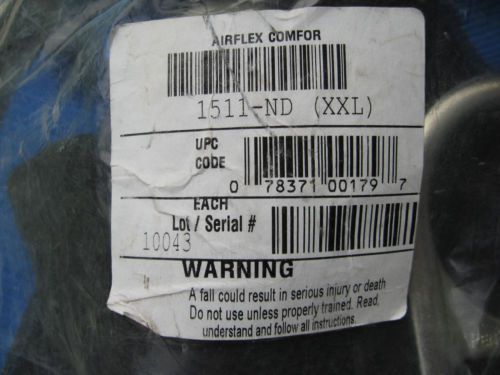 AIRFLEX COMFOR
1511-ND (XXL)
UPC
CODE
0 78371 00179 7
EACH
Lot / Serial #
10043
WARNING
A fall could result in serious injury or death
Do not use unless properly trained. Read,
understand and follow all instructions.